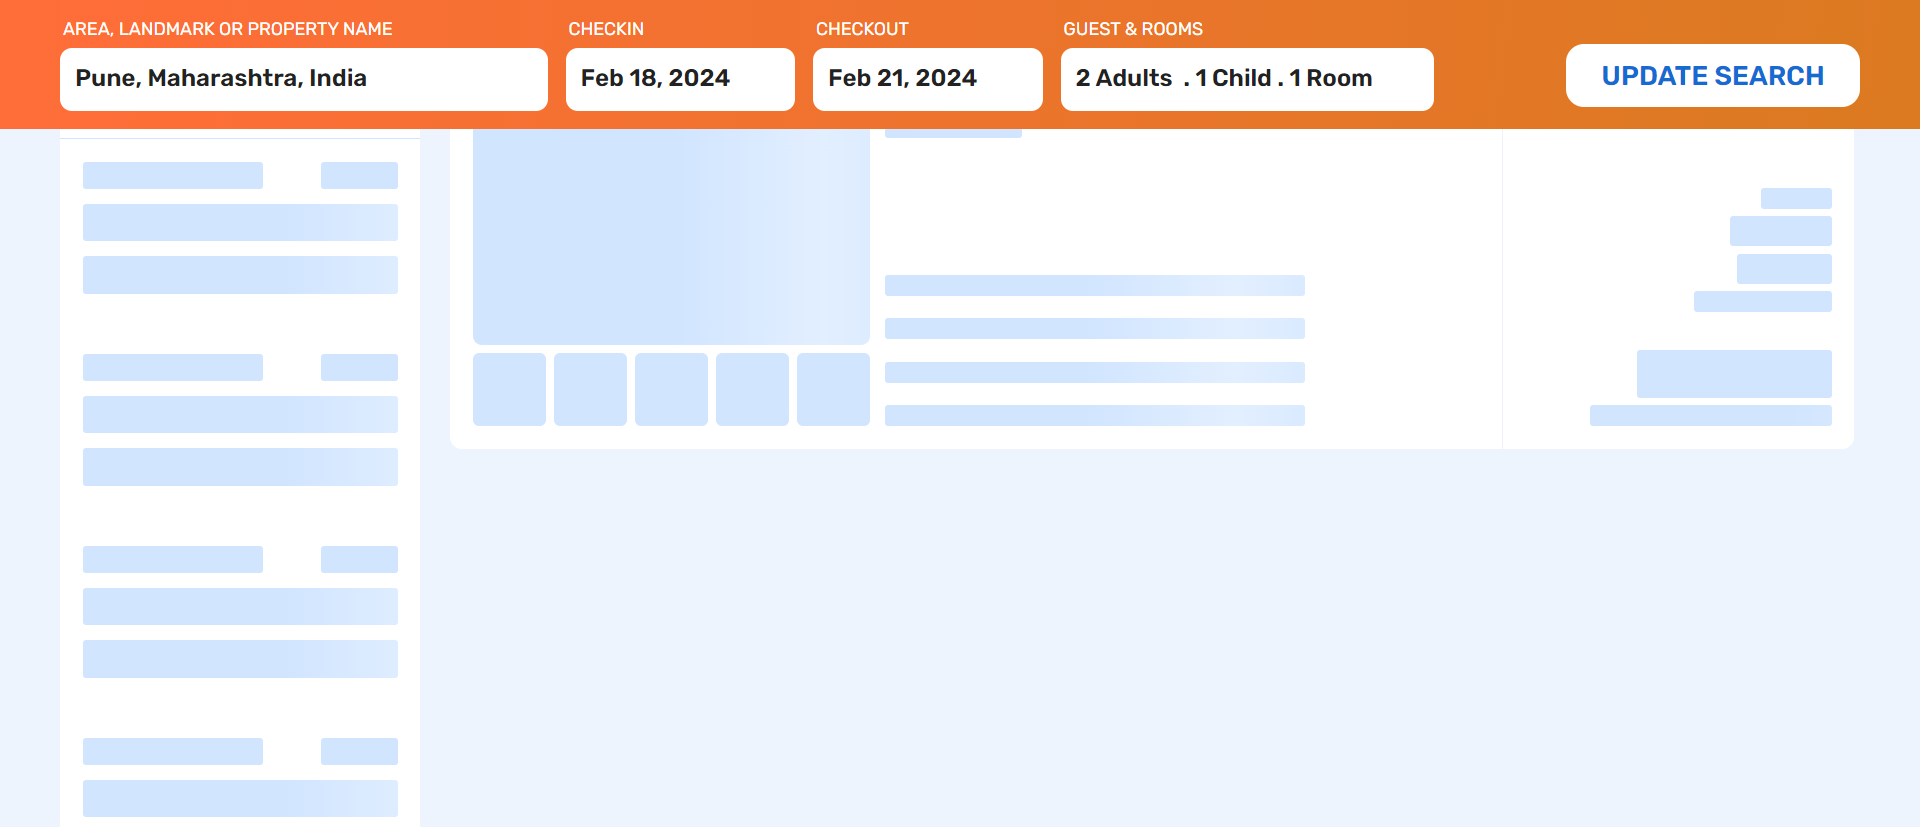 AREA, LANDMARK OR PROPERTY NAME
Pune, Maharashtra, India
CHECKIN
Feb 18, 2024
CHECKOUT
Feb 21, 2024
GUEST & ROOMS
2 Adults . 1 Child . 1 Room
UPDATE SEARCH